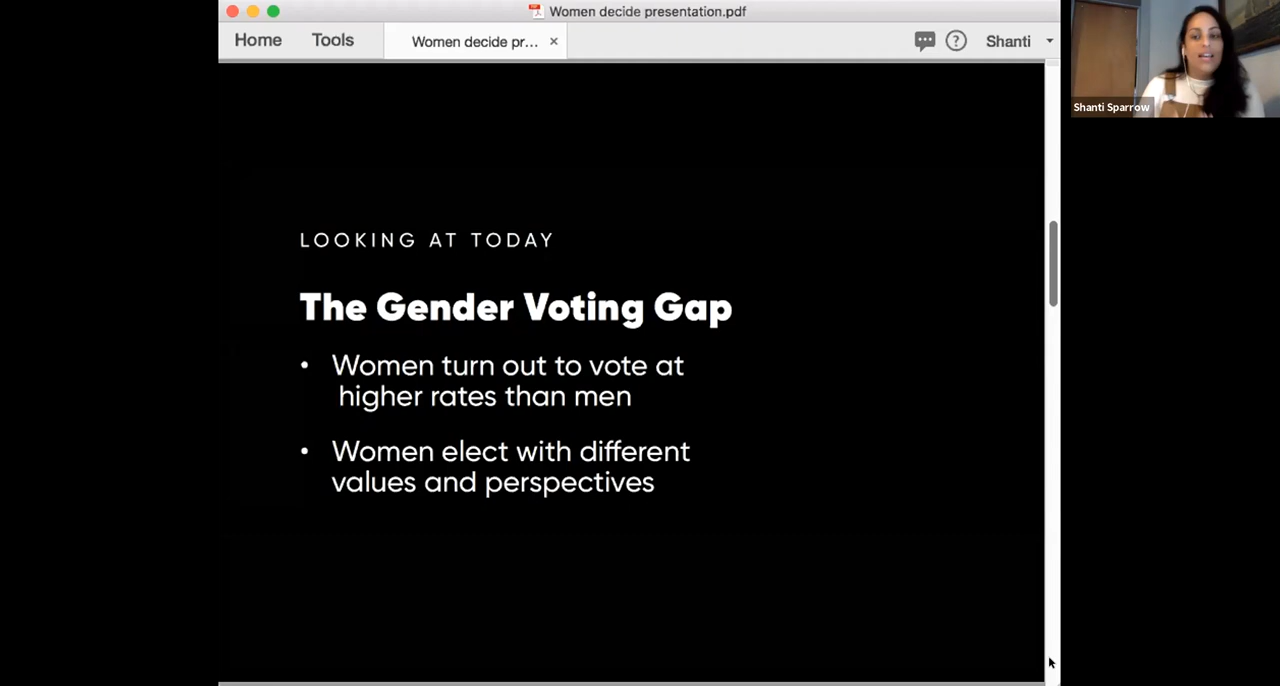 Women decide presentation.pdf
Home
Tools
Women decide pr...
Shanti
Shanti Sparrow
LOOKING AT TODAY
The Gender Voting Gap
• Women turn out to vote at
higher rates than men
• Women elect with different
values and perspectives